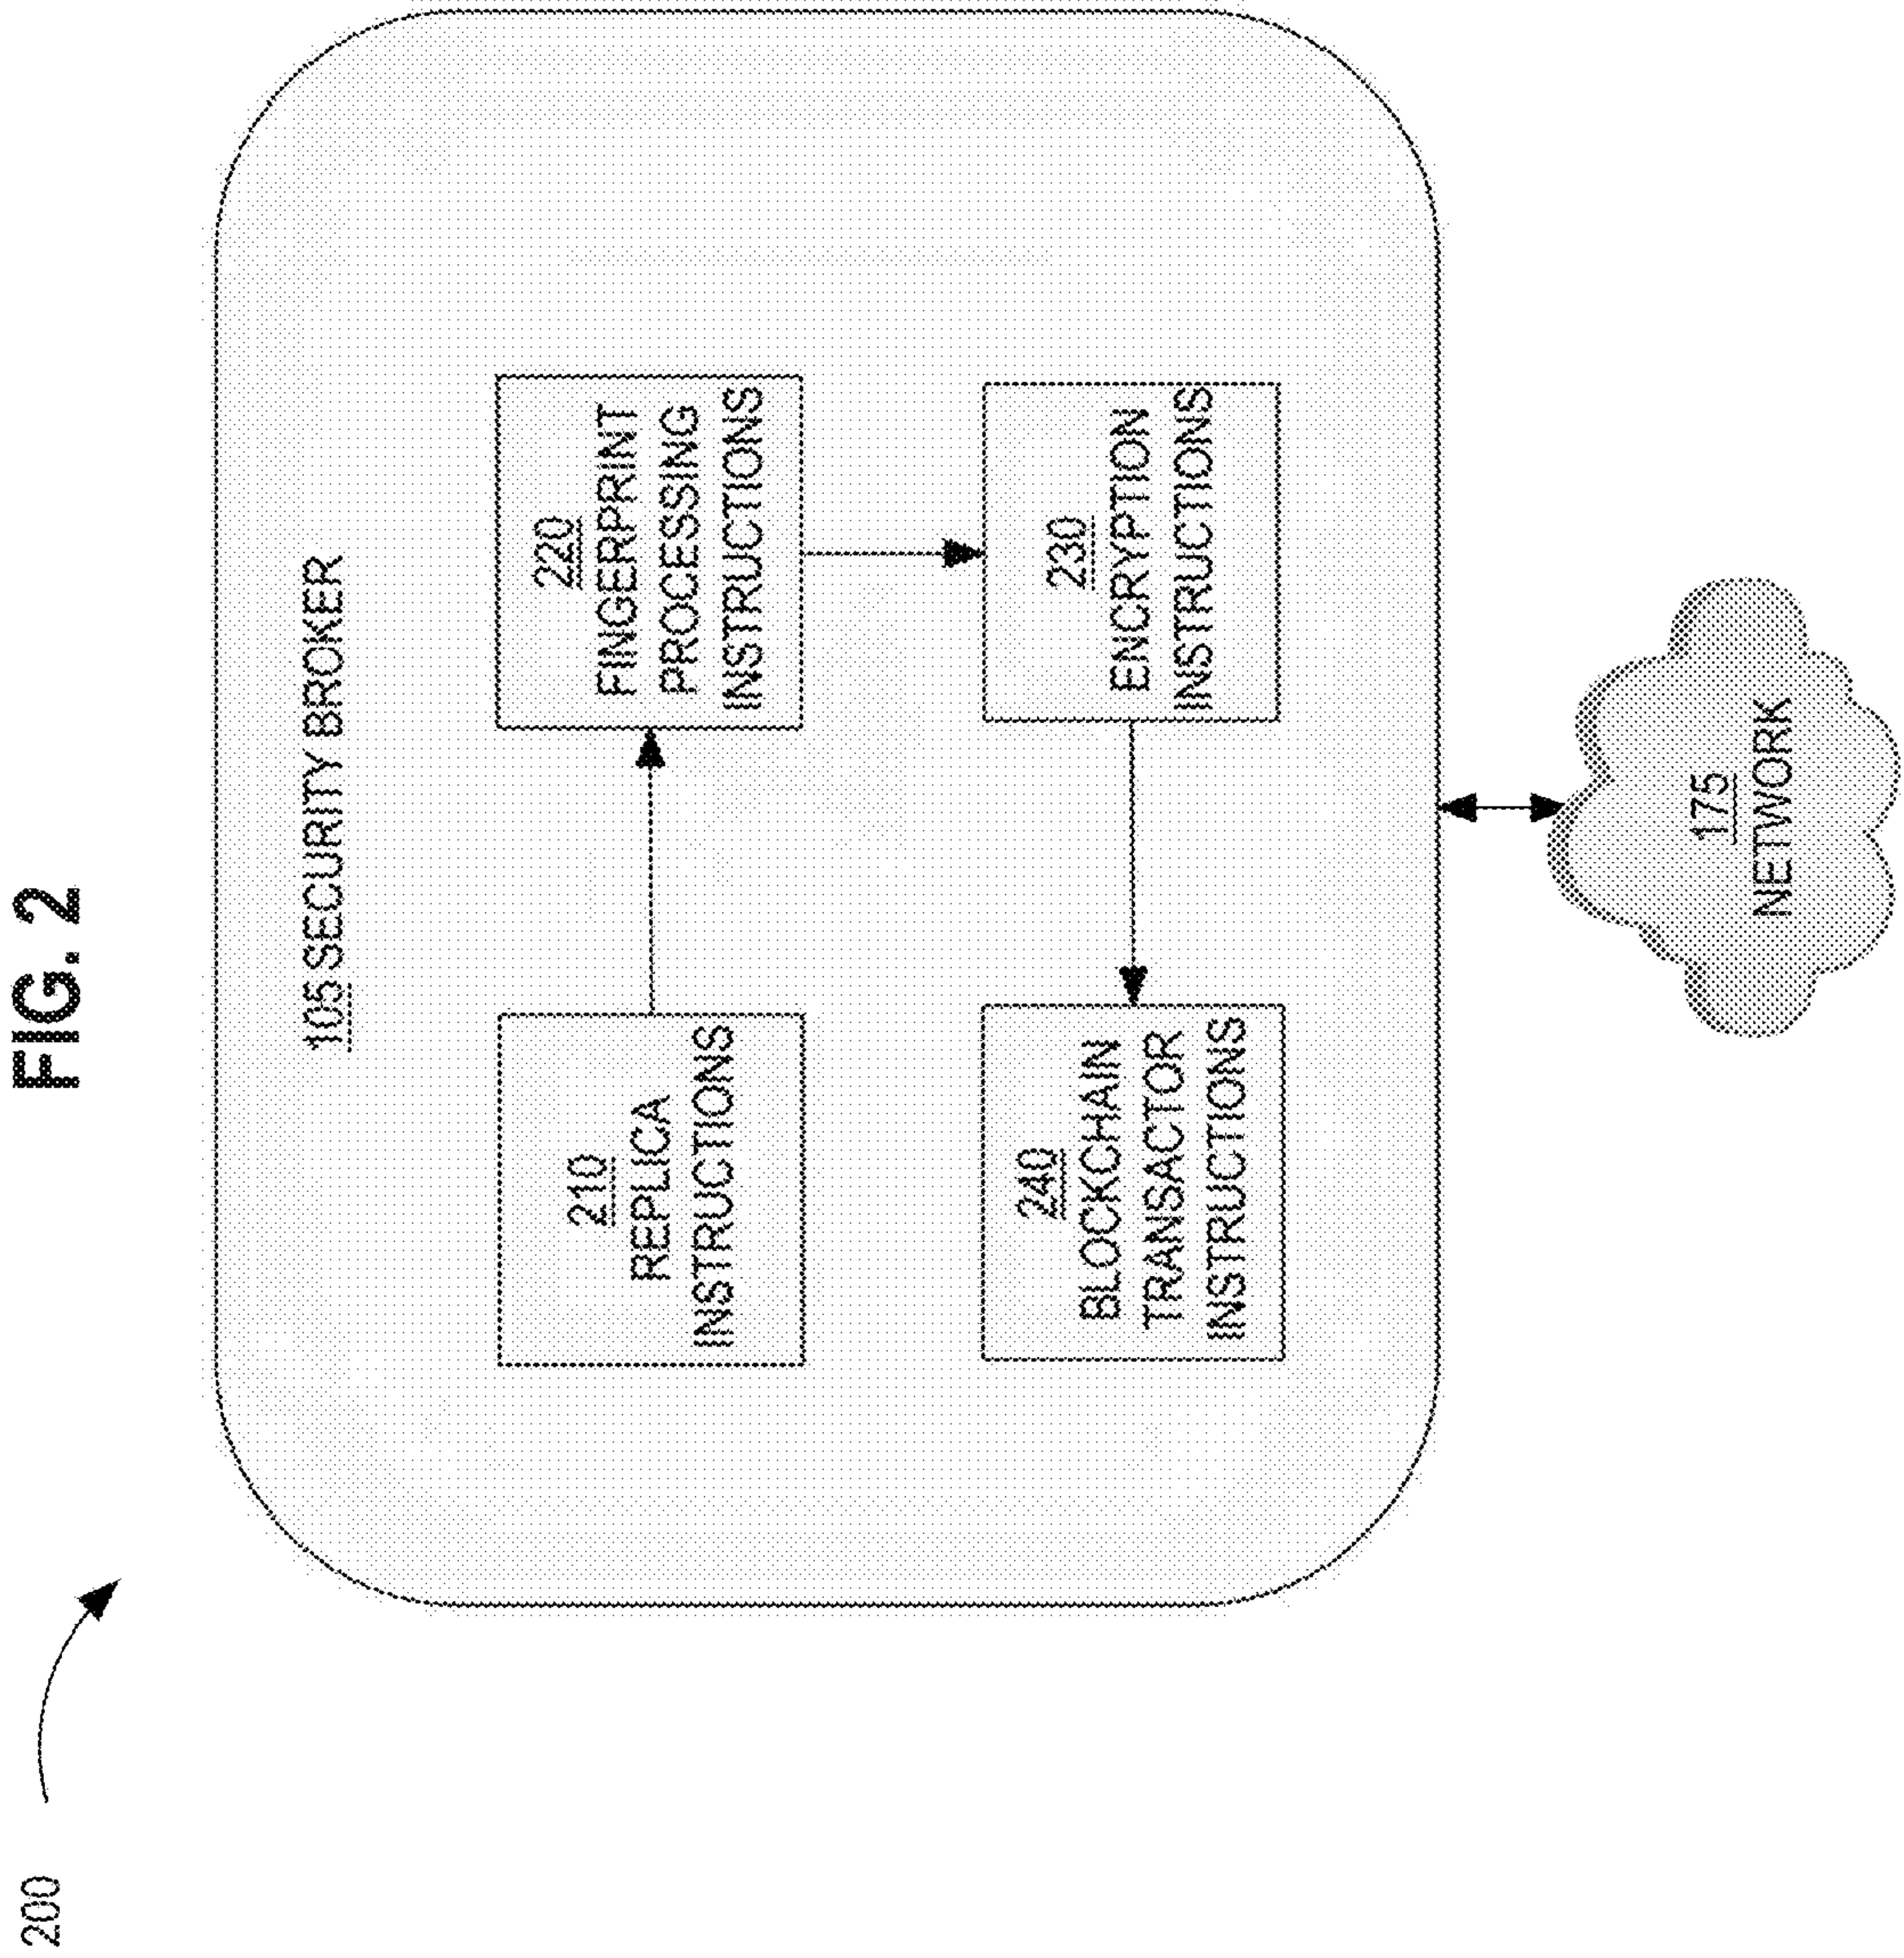 FIG. 2
200
105 SECURITY BROKER
210
REPLICA
INSTRUCTIONS
220
FINGERPRINT
PROCESSING
INSTRUCTIONS
240
BLOCKCHAIN
TRANSACTOR
INSTRUCTIONS
230
ENCRYPTION
INSTRUCTIONS
175
NETWORK